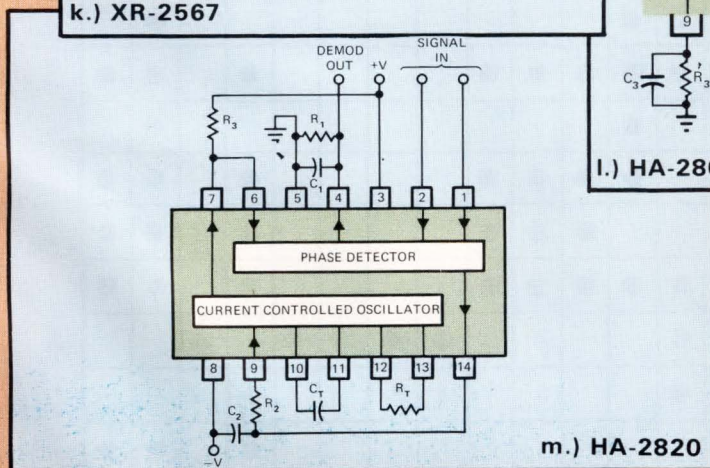 k.) XR-2567
9
C3
R3
l.) HA-28
DEMOD OUT
+V
SIGNAL IN
R3
R1
C1
7 6 5 4 3 2 1
PHASE DETECTOR
CURRENT CONTROLLED OSCILLATOR
8 9 10 11 12 13 14
C2
R2
CT
RT
−V
m.) HA-2820